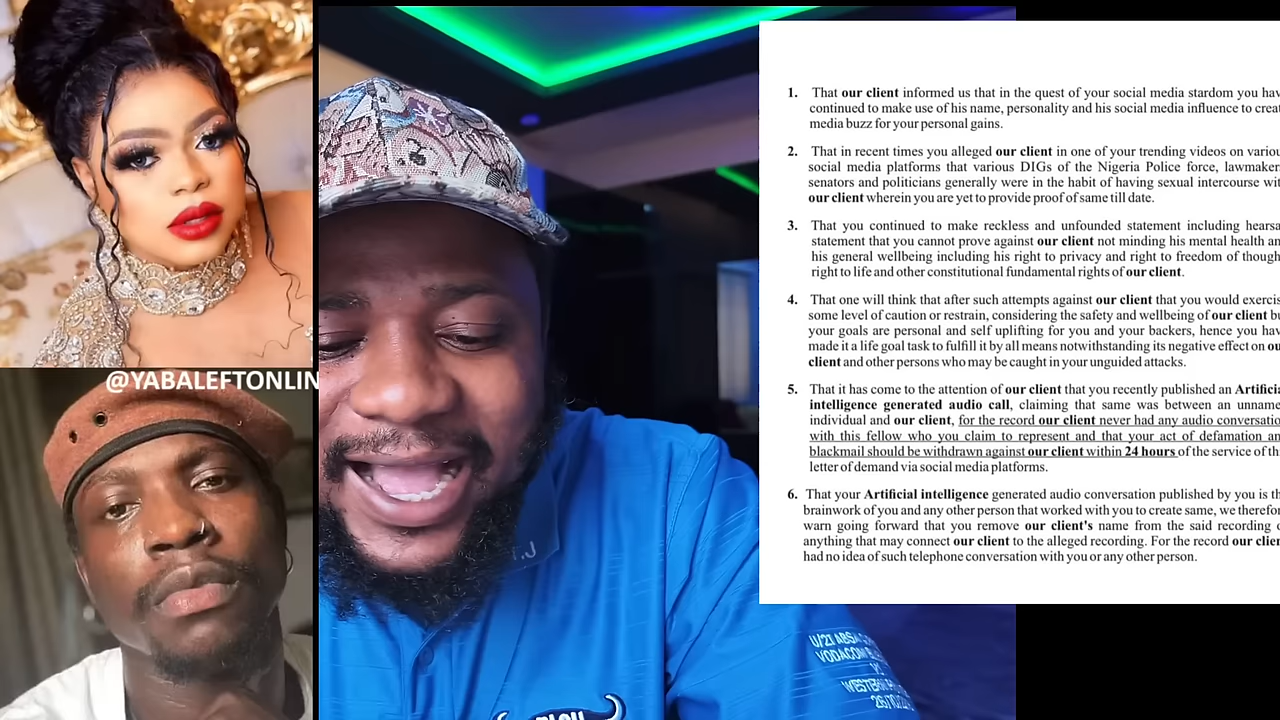 @YABALEFTONLIN
1. That our client informed us that in the quest of your social media stardom you hav
continued to make use of his name, personality and his social media influence to creat
media buzz for your personal gains.
2. That in recent times you alleged our client in one of your trending videos on variou
social media platforms that various DIGs of the Nigeria Police force, lawmaker
senators and politicians generally were in the habit of having sexual intercourse wit
our client wherein you are yet to provide proof of same till date.
3. That you continued to make reckless and unfounded statement including hearsa
statement that you cannot prove against our client not minding his mental health an
his general wellbeing including his right to privacy and right to freedom of though
right to life and other constitutional fundamental rights of our client.
4. That one will think that after such attempts against our client that you would exercis
some level of caution or restrain, considering the safety and wellbeing of our client bu
your goals are personal and self uplifting for you and your backers, hence you hav
made it a life goal task to fulfill it by all means notwithstanding its negative effect on ou
client and other persons who may be caught in your unguided attacks.
5. That it has come to the attention of our client that you recently published an Artificia
intelligence generated audio call, claiming that same was between an unname
individual and our client, for the record our client never had any audio conversatio
with this fellow who you claim to represent and that your act of defamation an
blackmail should be withdrawn against our client within 24 hours of the service of thi
letter of demand via social media platforms.
6. That your Artificial intelligence generated audio conversation published by you is th
brainwork of you and any other person that worked with you to create same, we therefor
warn going forward that you remove our client's name from the said recording o
anything that may connect our client to the alleged recording. For the record our clien
had no idea of such telephone conversation with you or any other person.
U/21 ABSA
VODACOM
WESTER